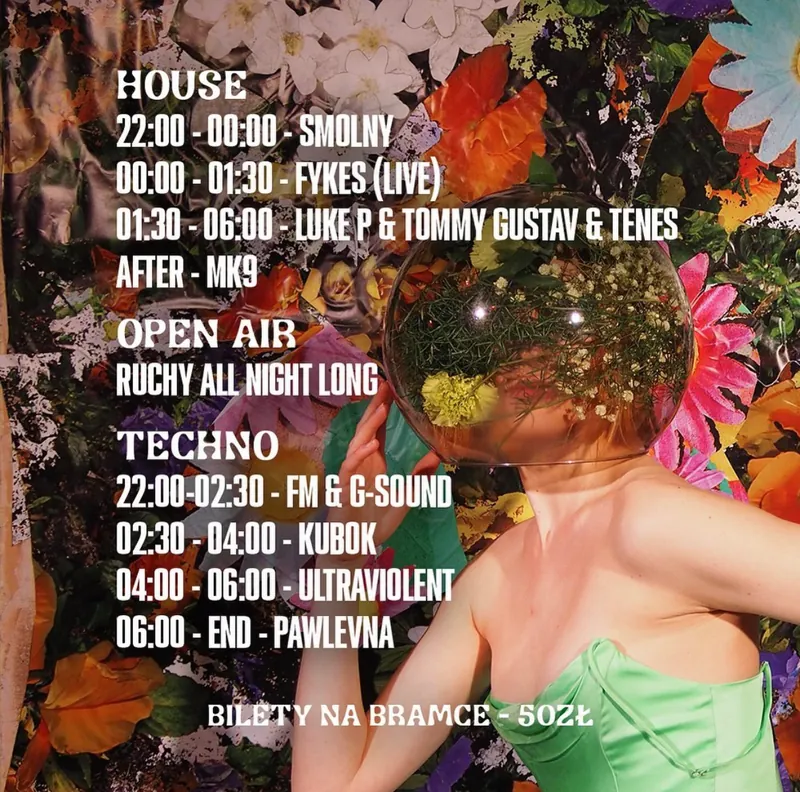 HOUSE
22:00 - 00:00 - SMOLNY
00:00 - 01:30 - FYKES (LIVE)
01:30 - 06:00 - LUKE P & TOMMY GUSTAV & TENES
AFTER - MK9
OPEN AIR
RUCHY ALL NIGHT LONG
TECHNO
22:00-02:30 - FM & G-SOUND
02:30 - 04:00 - KUBOK
04:00 - 06:00 - ULTRAVIOLENT
06:00 - END - PAWLEVNA
BILETY NA BRAMCE - 50ZŁ